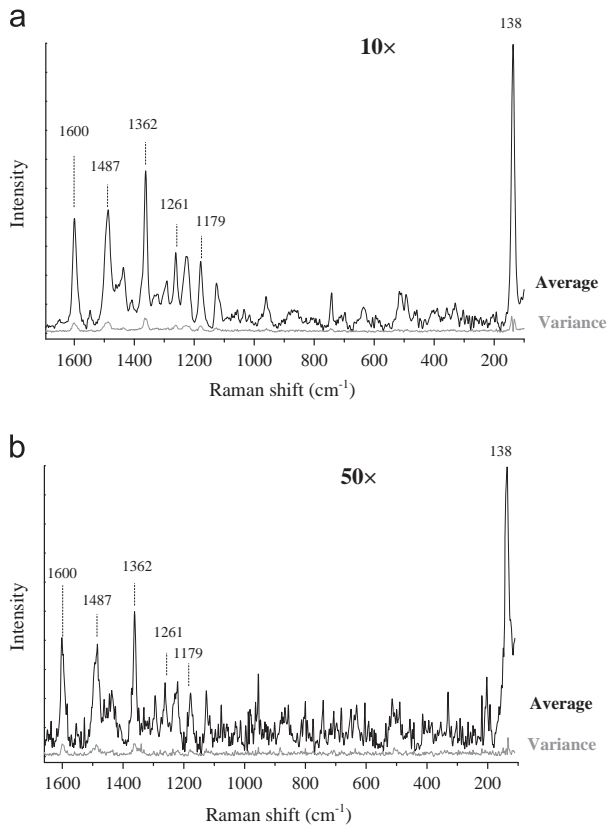 a
10×
138
1362
1600
1487
1261
1179
Intensity
Average
Variance
1600 1400 1200 1000 800 600 400 200
Raman shift (cm⁻¹)
b
50×
138
1362
1600
1487
1261
1179
Intensity
Average
Variance
1600 1400 1200 1000 800 600 400 200
Raman shift (cm⁻¹)